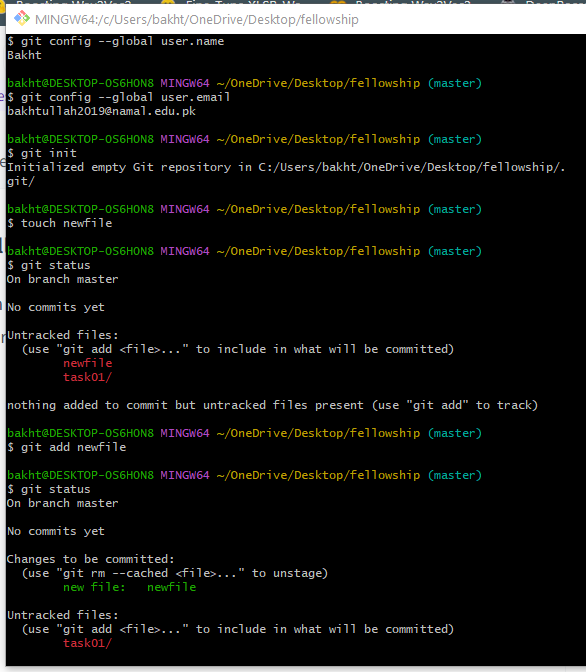 MINGW64:/c/Users/bakht/OneDrive/Desktop/fellowship
$ git config --global user.name
Bakht
bakht@DESKTOP-OS6HON8 MINGW64 ~/OneDrive/Desktop/fellowship (master)
$ git config --global user.email
bakhtullah2019@namal.edu.pk
bakht@DESKTOP-OS6HON8 MINGW64 ~/OneDrive/Desktop/fellowship (master)
$ git init
Initialized empty Git repository in C:/Users/bakht/OneDrive/Desktop/fellowship/.
git/
bakht@DESKTOP-OS6HON8 MINGW64 ~/OneDrive/Desktop/fellowship (master)
$ touch newfile
bakht@DESKTOP-OS6HON8 MINGW64 ~/OneDrive/Desktop/fellowship (master)
$ git status
On branch master
No commits yet
Untracked files:
(use "git add <file>..." to include in what will be committed)
newfile
task01/
nothing added to commit but untracked files present (use "git add" to track)
bakht@DESKTOP-OS6HON8 MINGW64 ~/OneDrive/Desktop/fellowship (master)
$ git add newfile
bakht@DESKTOP-OS6HON8 MINGW64 ~/OneDrive/Desktop/fellowship (master)
$ git status
On branch master
No commits yet
Changes to be committed:
(use "git rm --cached <file>..." to unstage)
new file: newfile
Untracked files:
(use "git add <file>..." to include in what will be committed)
task01/